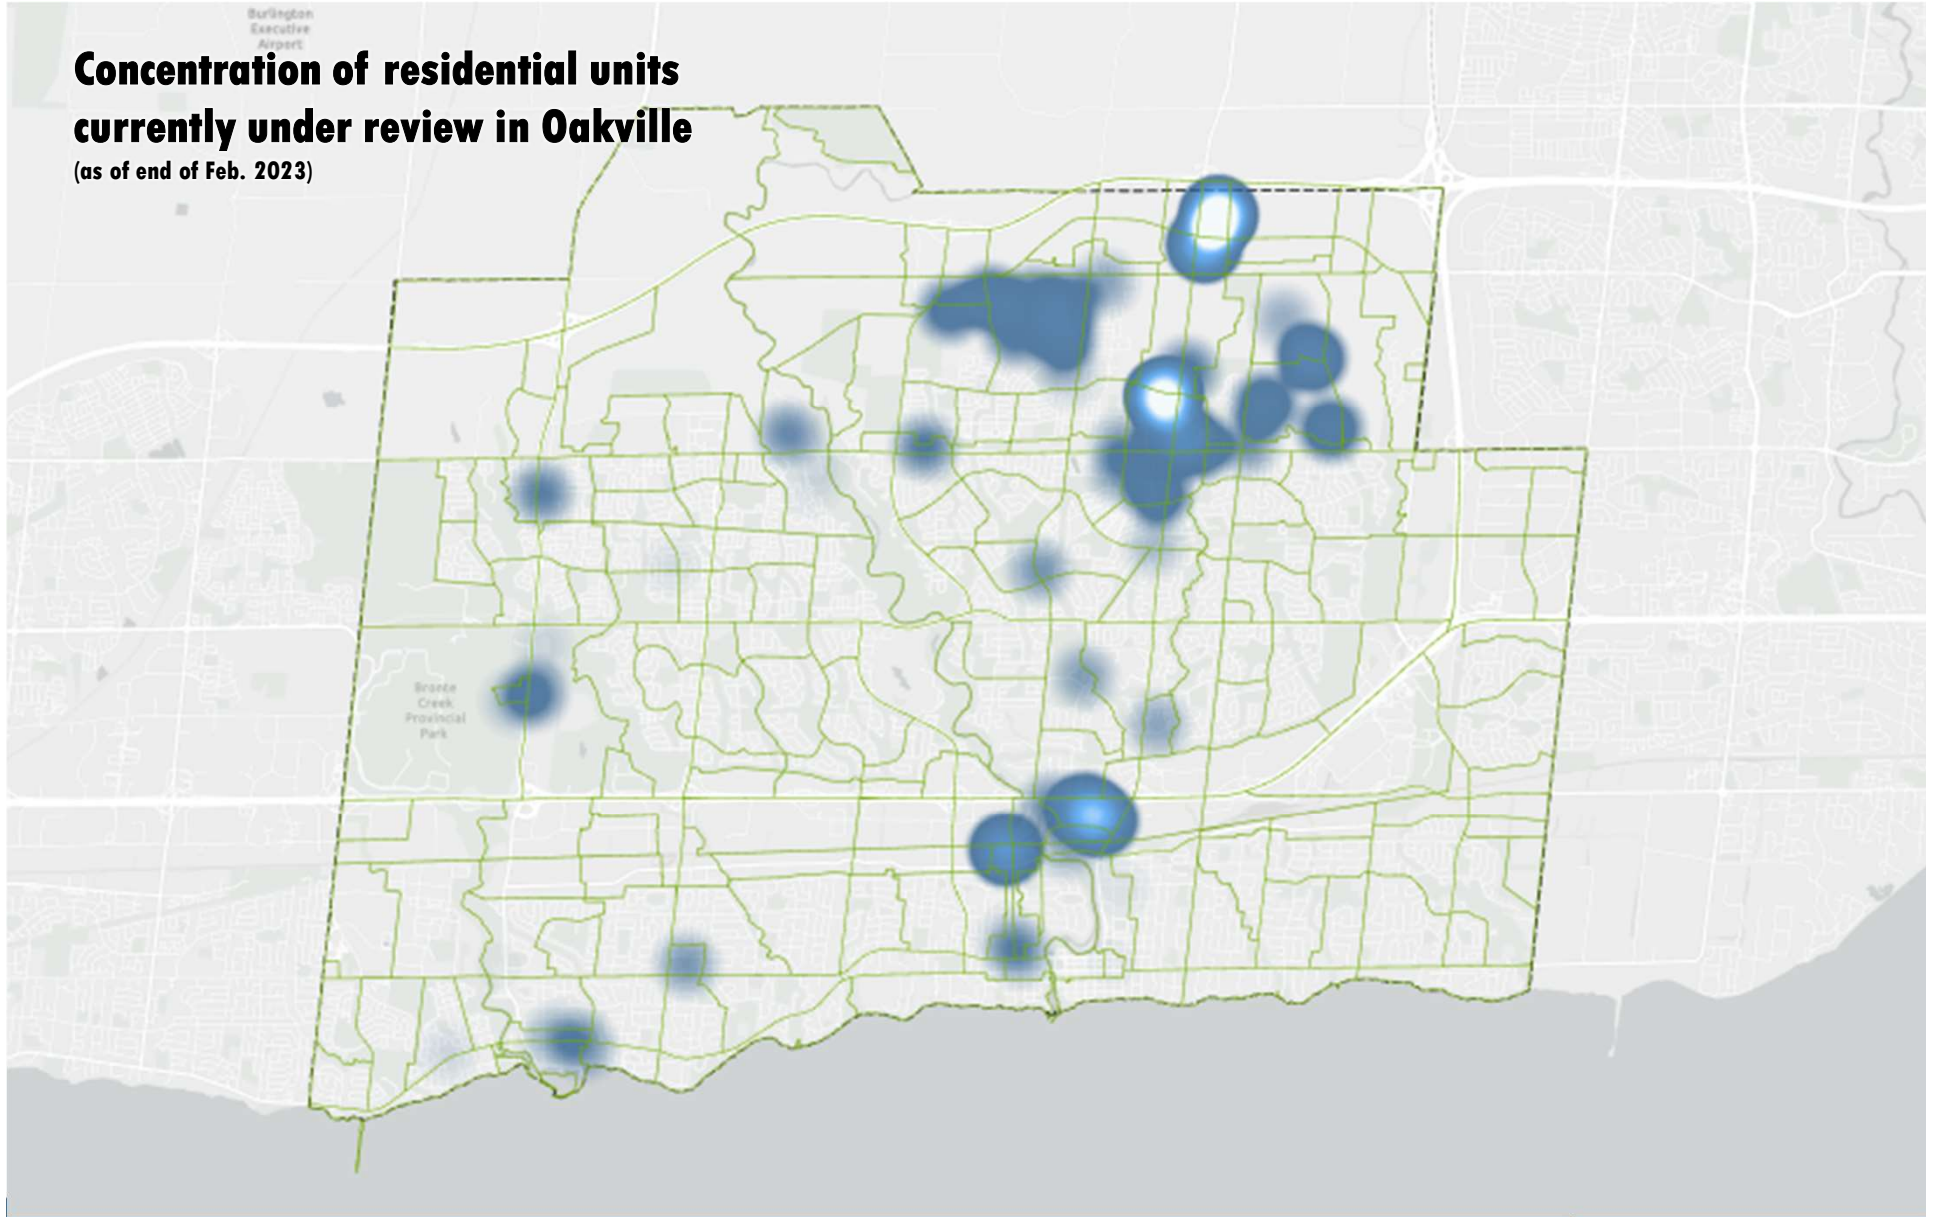 Burlington
Executive
Airport
Concentration of residential units
currently under review in Oakville
(as of end of Feb. 2023)
Bronte
Creek
Provincial
Park